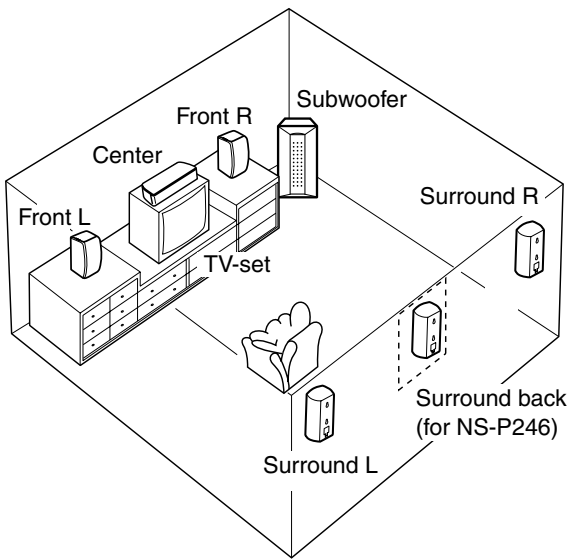 Subwoofer
Front R
Center
Surround R
Front L
TV-set
Surround back
(for NS-P246)
Surround L